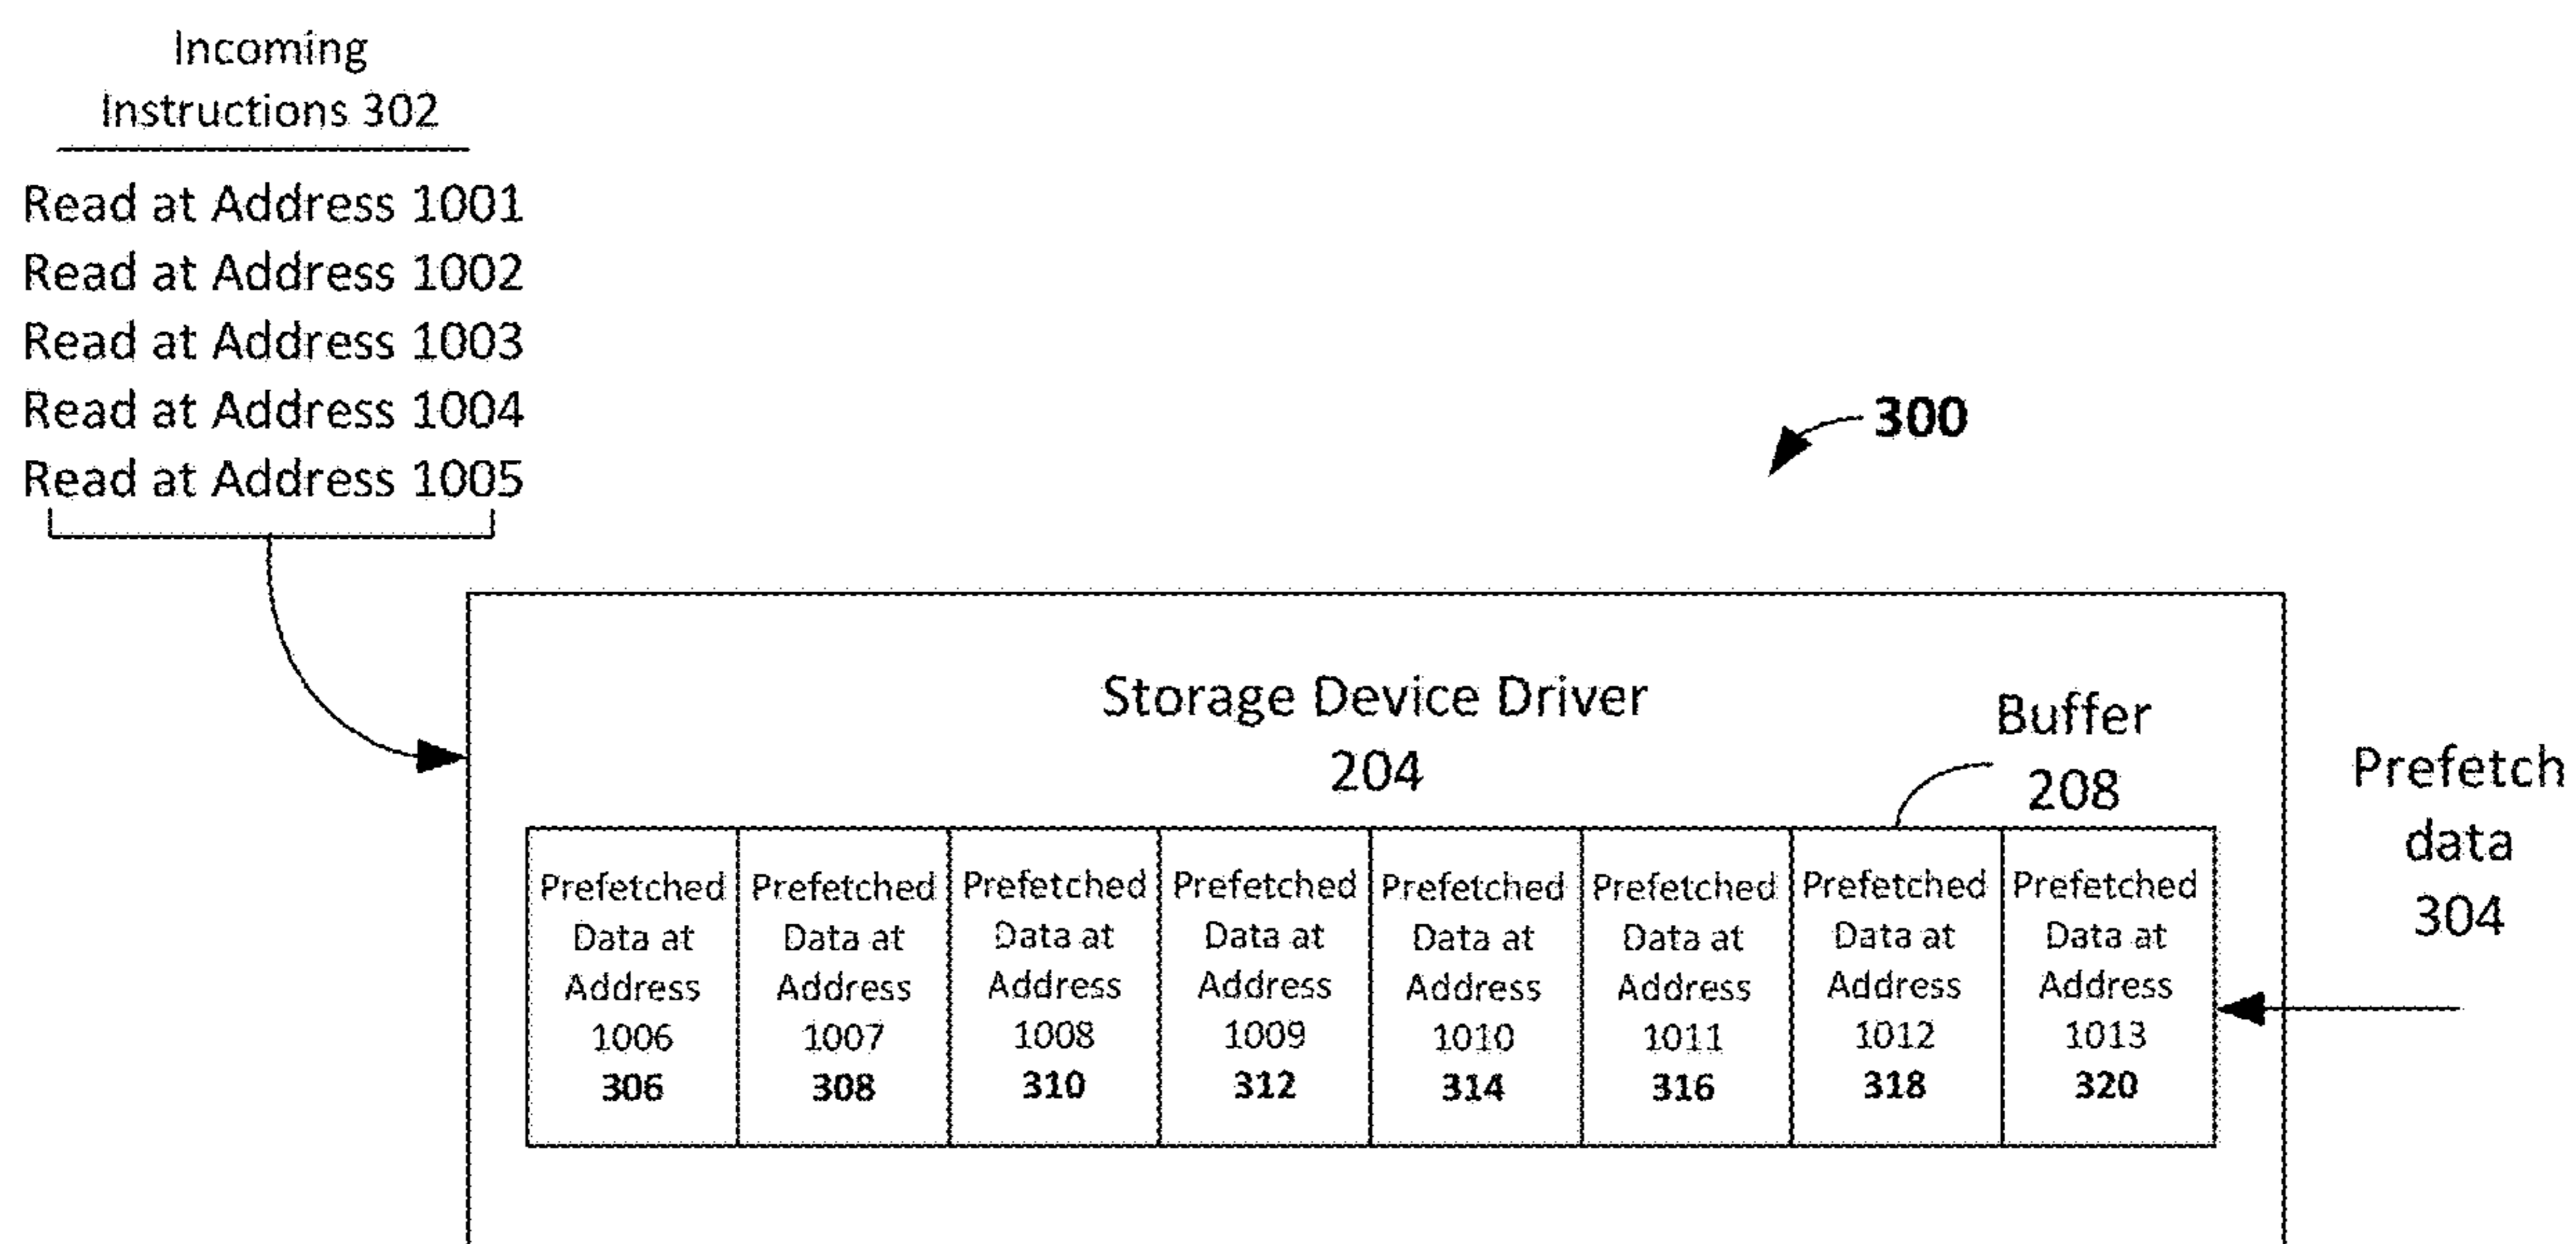 Incoming
Instructions 302
Read at Address 1001
Read at Address 1002
Read at Address 1003
Read at Address 1004
Read at Address 1005
300
Storage Device Driver
204
Buffer
208
Prefetch
data
304
Prefetched
Data at
Address
1006
306
Prefetched
Data at
Address
1007
308
Prefetched
Data at
Address
1008
310
Prefetched
Data at
Address
1009
312
Prefetched
Data at
Address
1010
314
Prefetched
Data at
Address
1011
316
Prefetched
Data at
Address
1012
318
Prefetched
Data at
Address
1013
320